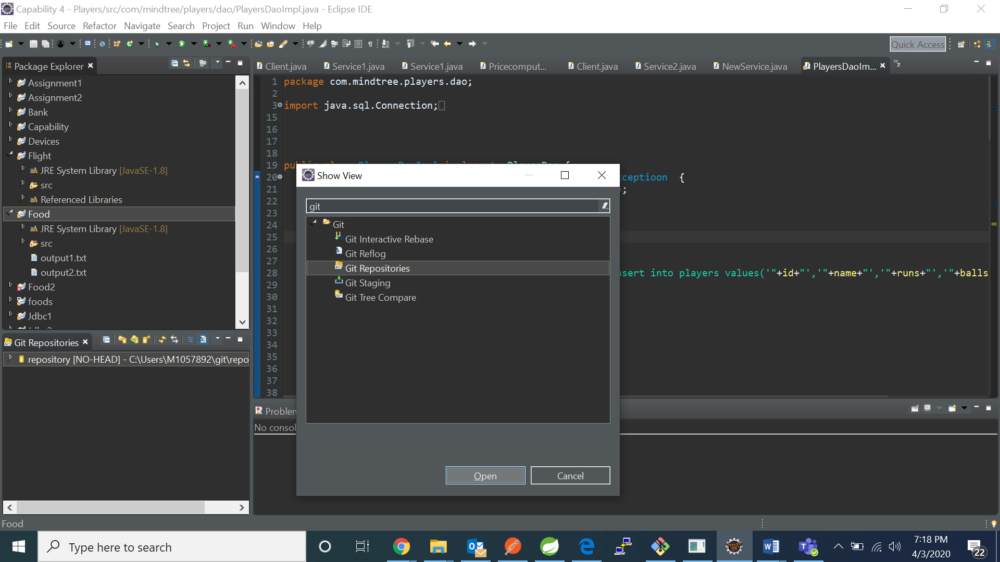 Capability 4 - Players/src/com/mindtree/players/dao/PlayersDaoImpl.java - Eclipse IDE
File Edit Source Refactor Navigate Search Project Run Window Help
Quick Access
Package Explorer
Client.java Service1.java Service1.java Pricecomput... Client.java Service2.java NewService.java PlayersDaoIm... »2
Assignment1
Assignment2
Bank
Capability
Devices
Flight
JRE System Library [JavaSE-1.8]
src
Referenced Libraries
Food
JRE System Library [JavaSE-1.8]
src
output1.txt
output2.txt
Food2
foods
Jdbc1
Git Repositories
repository [NO-HEAD] - C:\Users\M1057892\git\repo
1 package com.mindtree.players.dao;
2
3 import java.sql.Connection;
15
16
17
18
19
20 ceptioon {
21 ;
22
23
24
25
26
27
28 nsert into players values('"+id+"','"+name+"','"+runs+"','"+balls
29
30
31
32
33
34
35
36
37
38
Show View
git
Git
Git Interactive Rebase
Git Reflog
Git Repositories
Git Staging
Git Tree Compare
Open Cancel
Problem
No consol
Food
Type here to search
7:18 PM
4/3/2020
22